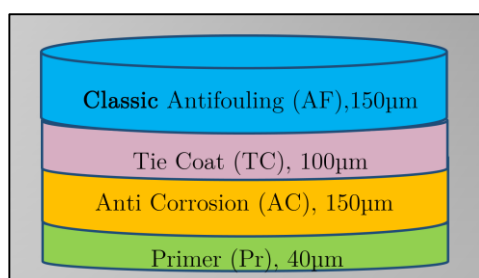 Classic Antifouling (AF),150µm
Tie Coat (TC), 100µm
Anti Corrosion (AC), 150µm
Primer (Pr), 40µm